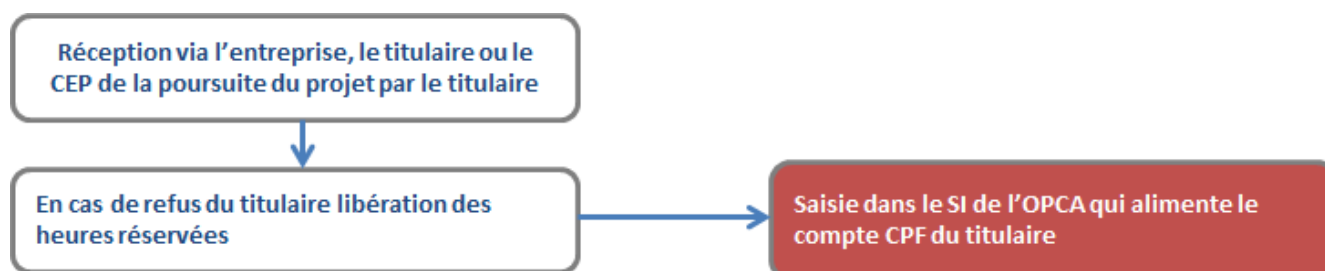 Réception via l'entreprise, le titulaire ou le
CEP de la poursuite du projet par le titulaire
En cas de refus du titulaire libération des
heures réservées
Saisie dans le SI de l'OPCA qui alimente le
compte CPF du titulaire